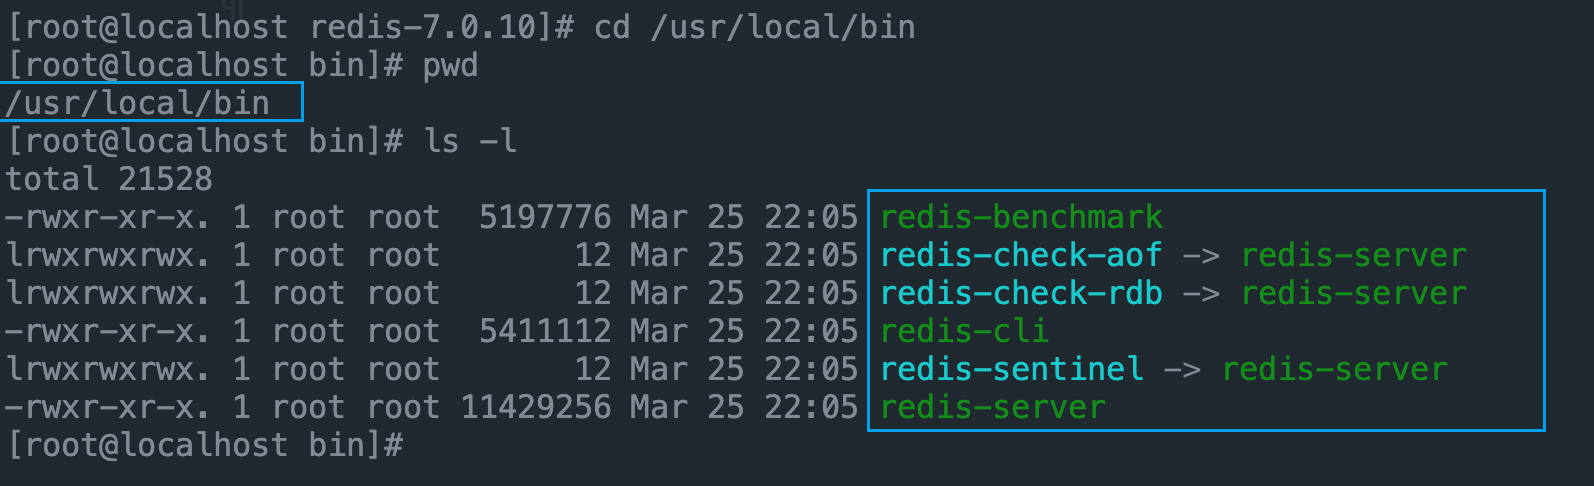 [root@localhost redis-7.0.10]# cd /usr/local/bin
[root@localhost bin]# pwd
/usr/local/bin
[root@localhost bin]# ls -l
total 21528
-rwxr-xr-x. 1 root root  5197776 Mar 25 22:05 redis-benchmark
lrwxrwxrwx. 1 root root       12 Mar 25 22:05 redis-check-aof -> redis-server
lrwxrwxrwx. 1 root root       12 Mar 25 22:05 redis-check-rdb -> redis-server
-rwxr-xr-x. 1 root root  5411112 Mar 25 22:05 redis-cli
lrwxrwxrwx. 1 root root       12 Mar 25 22:05 redis-sentinel -> redis-server
-rwxr-xr-x. 1 root root 11429256 Mar 25 22:05 redis-server
[root@localhost bin]#